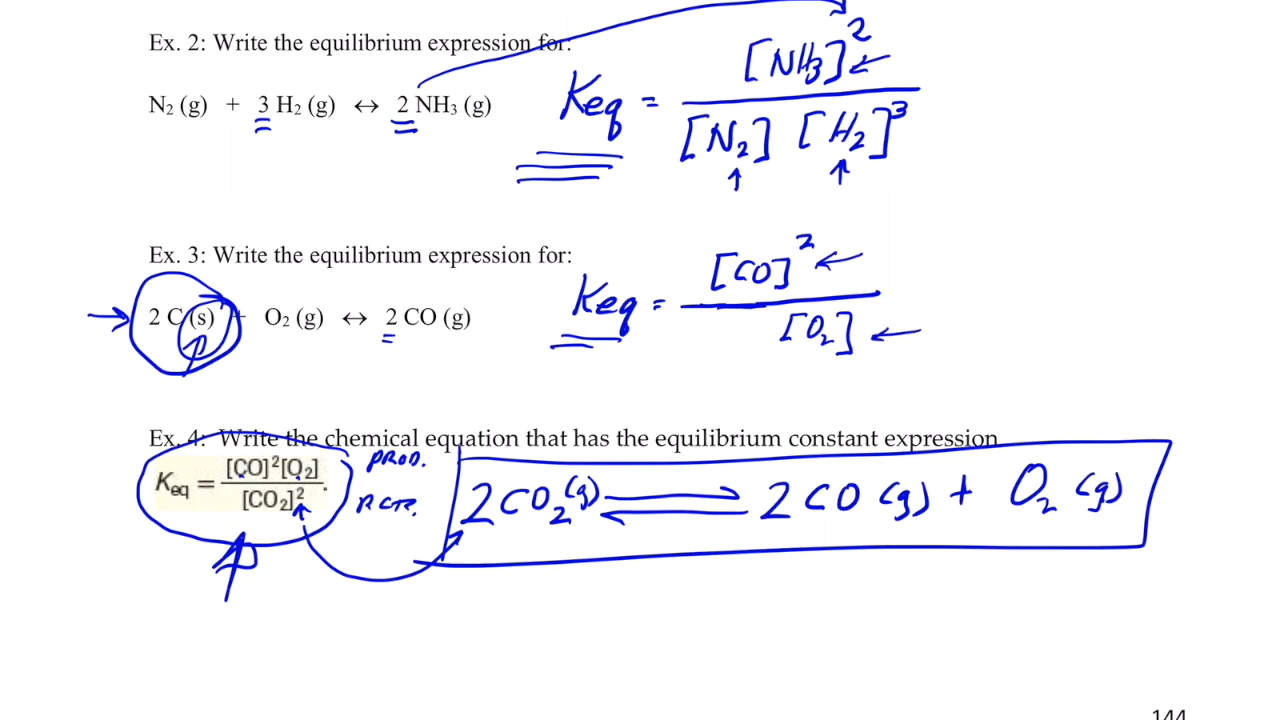 Ex. 2: Write the equilibrium expression for:
N₂ (g) + 3 H₂ (g) ↔ 2 NH₃ (g)
Keq = [NH₃]² / [N₂] [H₂]³
Ex. 3: Write the equilibrium expression for:
2 C (s) + O₂ (g) ↔ 2 CO (g)
Keq = [CO]² / [O₂]
Ex. 4: Write the chemical equation that has the equilibrium constant expression
Keq = [CO]²[O₂] / [CO₂]².
PROD.
RCTR.
2CO₂(g) ⇌ 2CO (g) + O₂ (g)
144